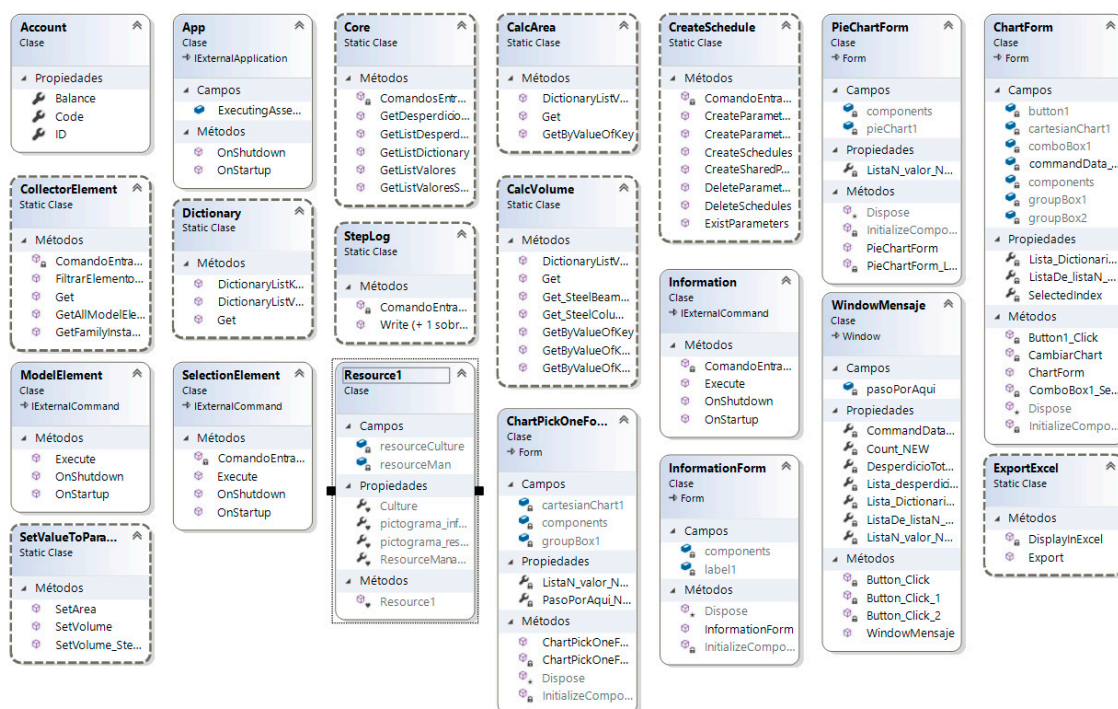 Account
Clase
Propiedades
Balance
Code
ID
App
Clase
IExternalApplication
Campos
ExecutingAsse...
Métodos
OnShutdown
OnStartup
Core
Static Clase
Métodos
ComandosEntr...
GetDesperdicio...
GetListDesperd...
GetListDictionary
GetListValores
GetListValoresS...
CalcArea
Static Clase
Métodos
DictionaryListV...
Get
GetByValueOfKey
CreateSchedule
Static Clase
Métodos
ComandoEntra...
CreateParamet...
CreateParamet...
CreateSchedules
CreateSharedP...
DeleteParamet...
DeleteSchedules
ExistParameters
PieChartForm
Clase
Form
Campos
components
pieChart1
Propiedades
ListaN_valor_N...
Métodos
Dispose
InitializeCompo...
PieChartForm
PieChartForm_L...
ChartForm
Clase
Form
Campos
button1
cartesianChart1
comboBox1
commandData_...
components
groupBox1
groupBox2
Propiedades
Lista_Dictionari...
ListaDe_listaN_...
SelectedIndex
Métodos
Button1_Click
CambiarChart
ChartForm
ComboBox1_Se...
Dispose
InitializeCompo...
CollectorElement
Static Clase
Métodos
ComandoEntra...
FiltrarElemento...
Get
GetAllModelEle...
GetFamilyInsta...
Dictionary
Static Clase
Métodos
DictionaryListK...
DictionaryListV...
Get
StepLog
Static Clase
Métodos
ComandoEntra...
Write (+ 1 sobr...
CalcVolume
Static Clase
Métodos
DictionaryListV...
Get
Get_SteelBeam...
Get_SteelColu...
GetByValueOfKey
GetByValueOfK...
GetByValueOfK...
Information
Clase
IExternalCommand
Métodos
ComandoEntra...
Execute
OnShutdown
OnStartup
WindowMensaje
Clase
Window
Campos
pasoPorAqui
Propiedades
CommandData...
Count_NEW
DesperdicioTot...
Lista_desperdici...
Lista_Dictionari...
ListaDe_listaN_...
ListaN_valor_N...
Métodos
Button_Click
Button_Click_1
Button_Click_2
WindowMensaje
ModelElement
Clase
IExternalCommand
Métodos
Execute
OnShutdown
OnStartup
SelectionElement
Clase
IExternalCommand
Métodos
ComandoEntra...
Execute
OnShutdown
OnStartup
Resource1
Clase
Campos
resourceCulture
resourceMan
Propiedades
Culture
pictograma_inf...
pictograma_res...
ResourceMana...
Métodos
Resource1
ChartPickOneFo...
Clase
Form
Campos
cartesianChart1
components
groupBox1
Propiedades
ListaN_valor_N...
PasoPorAqui_N...
Métodos
ChartPickOneF...
ChartPickOneF...
Dispose
InitializeCompo...
InformationForm
Clase
Form
Campos
components
label1
Métodos
Dispose
InformationForm
InitializeCompo...
ExportExcel
Static Clase
Métodos
DisplayInExcel
Export
SetValueToPara...
Static Clase
Métodos
SetArea
SetVolume
SetVolume_Ste...